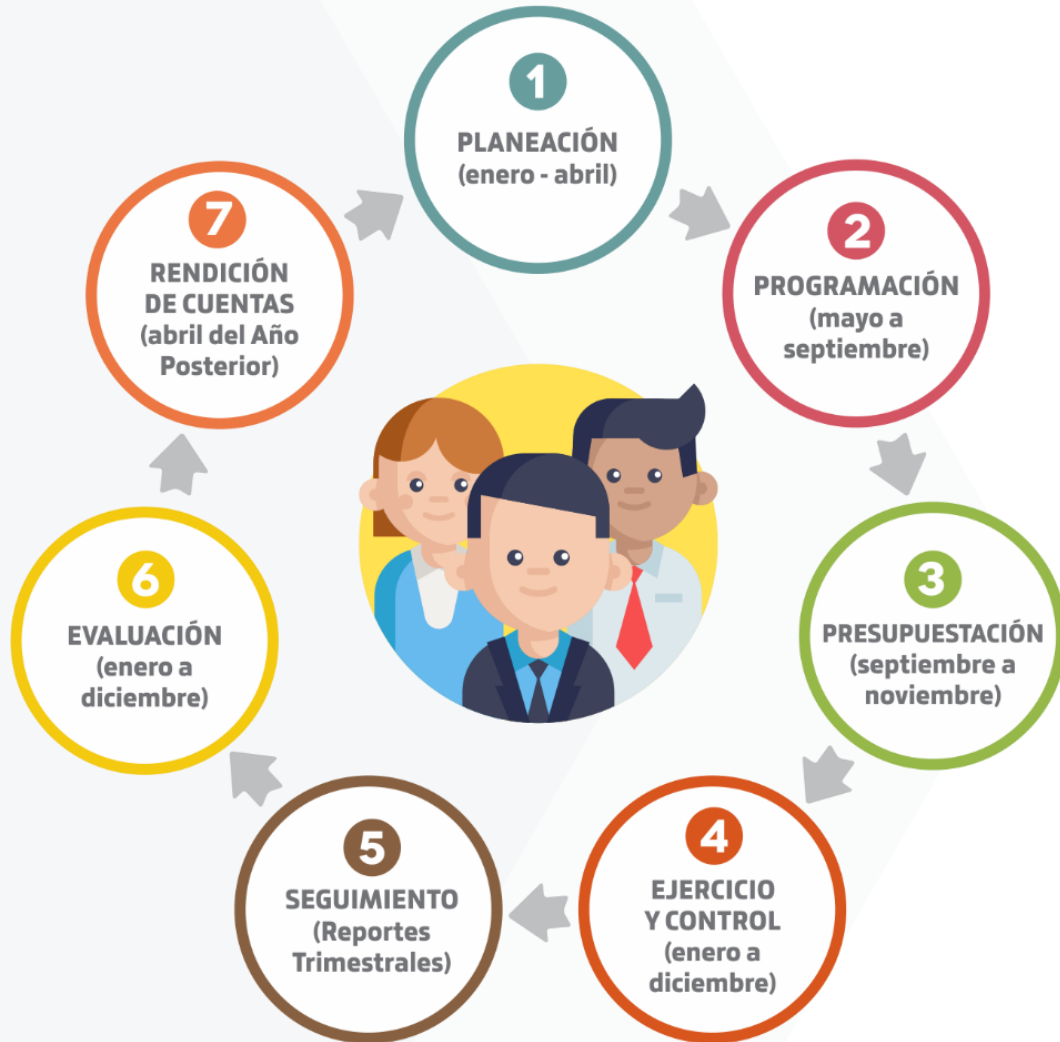 1
PLANEACIÓN
(enero - abril)
2
PROGRAMACIÓN
(mayo a
septiembre)
3
PRESUPUESTACIÓN
(septiembre a
noviembre)
4
EJERCICIO
Y CONTROL
(enero a
diciembre)
5
SEGUIMIENTO
(Reportes
Trimestrales)
6
EVALUACIÓN
(enero a
diciembre)
7
RENDICIÓN
DE CUENTAS
(abril del Año
Posterior)